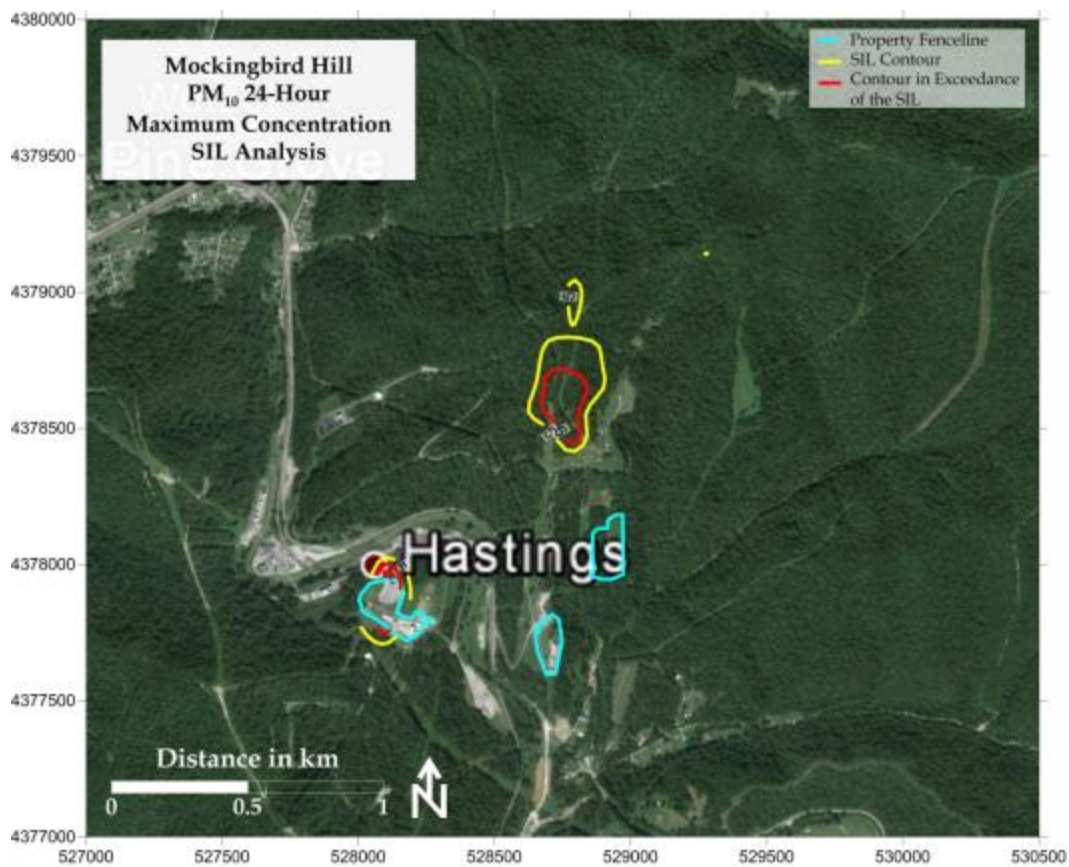 4380000
4379500
4379000
4378500
4378000
4377500
4377000
Mockingbird Hill
PM₁₀ 24-Hour
Maximum Concentration
SIL Analysis
Pine Grove
Property Fenceline
SIL Contour
Contour in Exceedance
of the SIL
Hastings
Distance in km
0 0.5 1
N
527000 527500 528000 528500 529000 529500 530000 530500